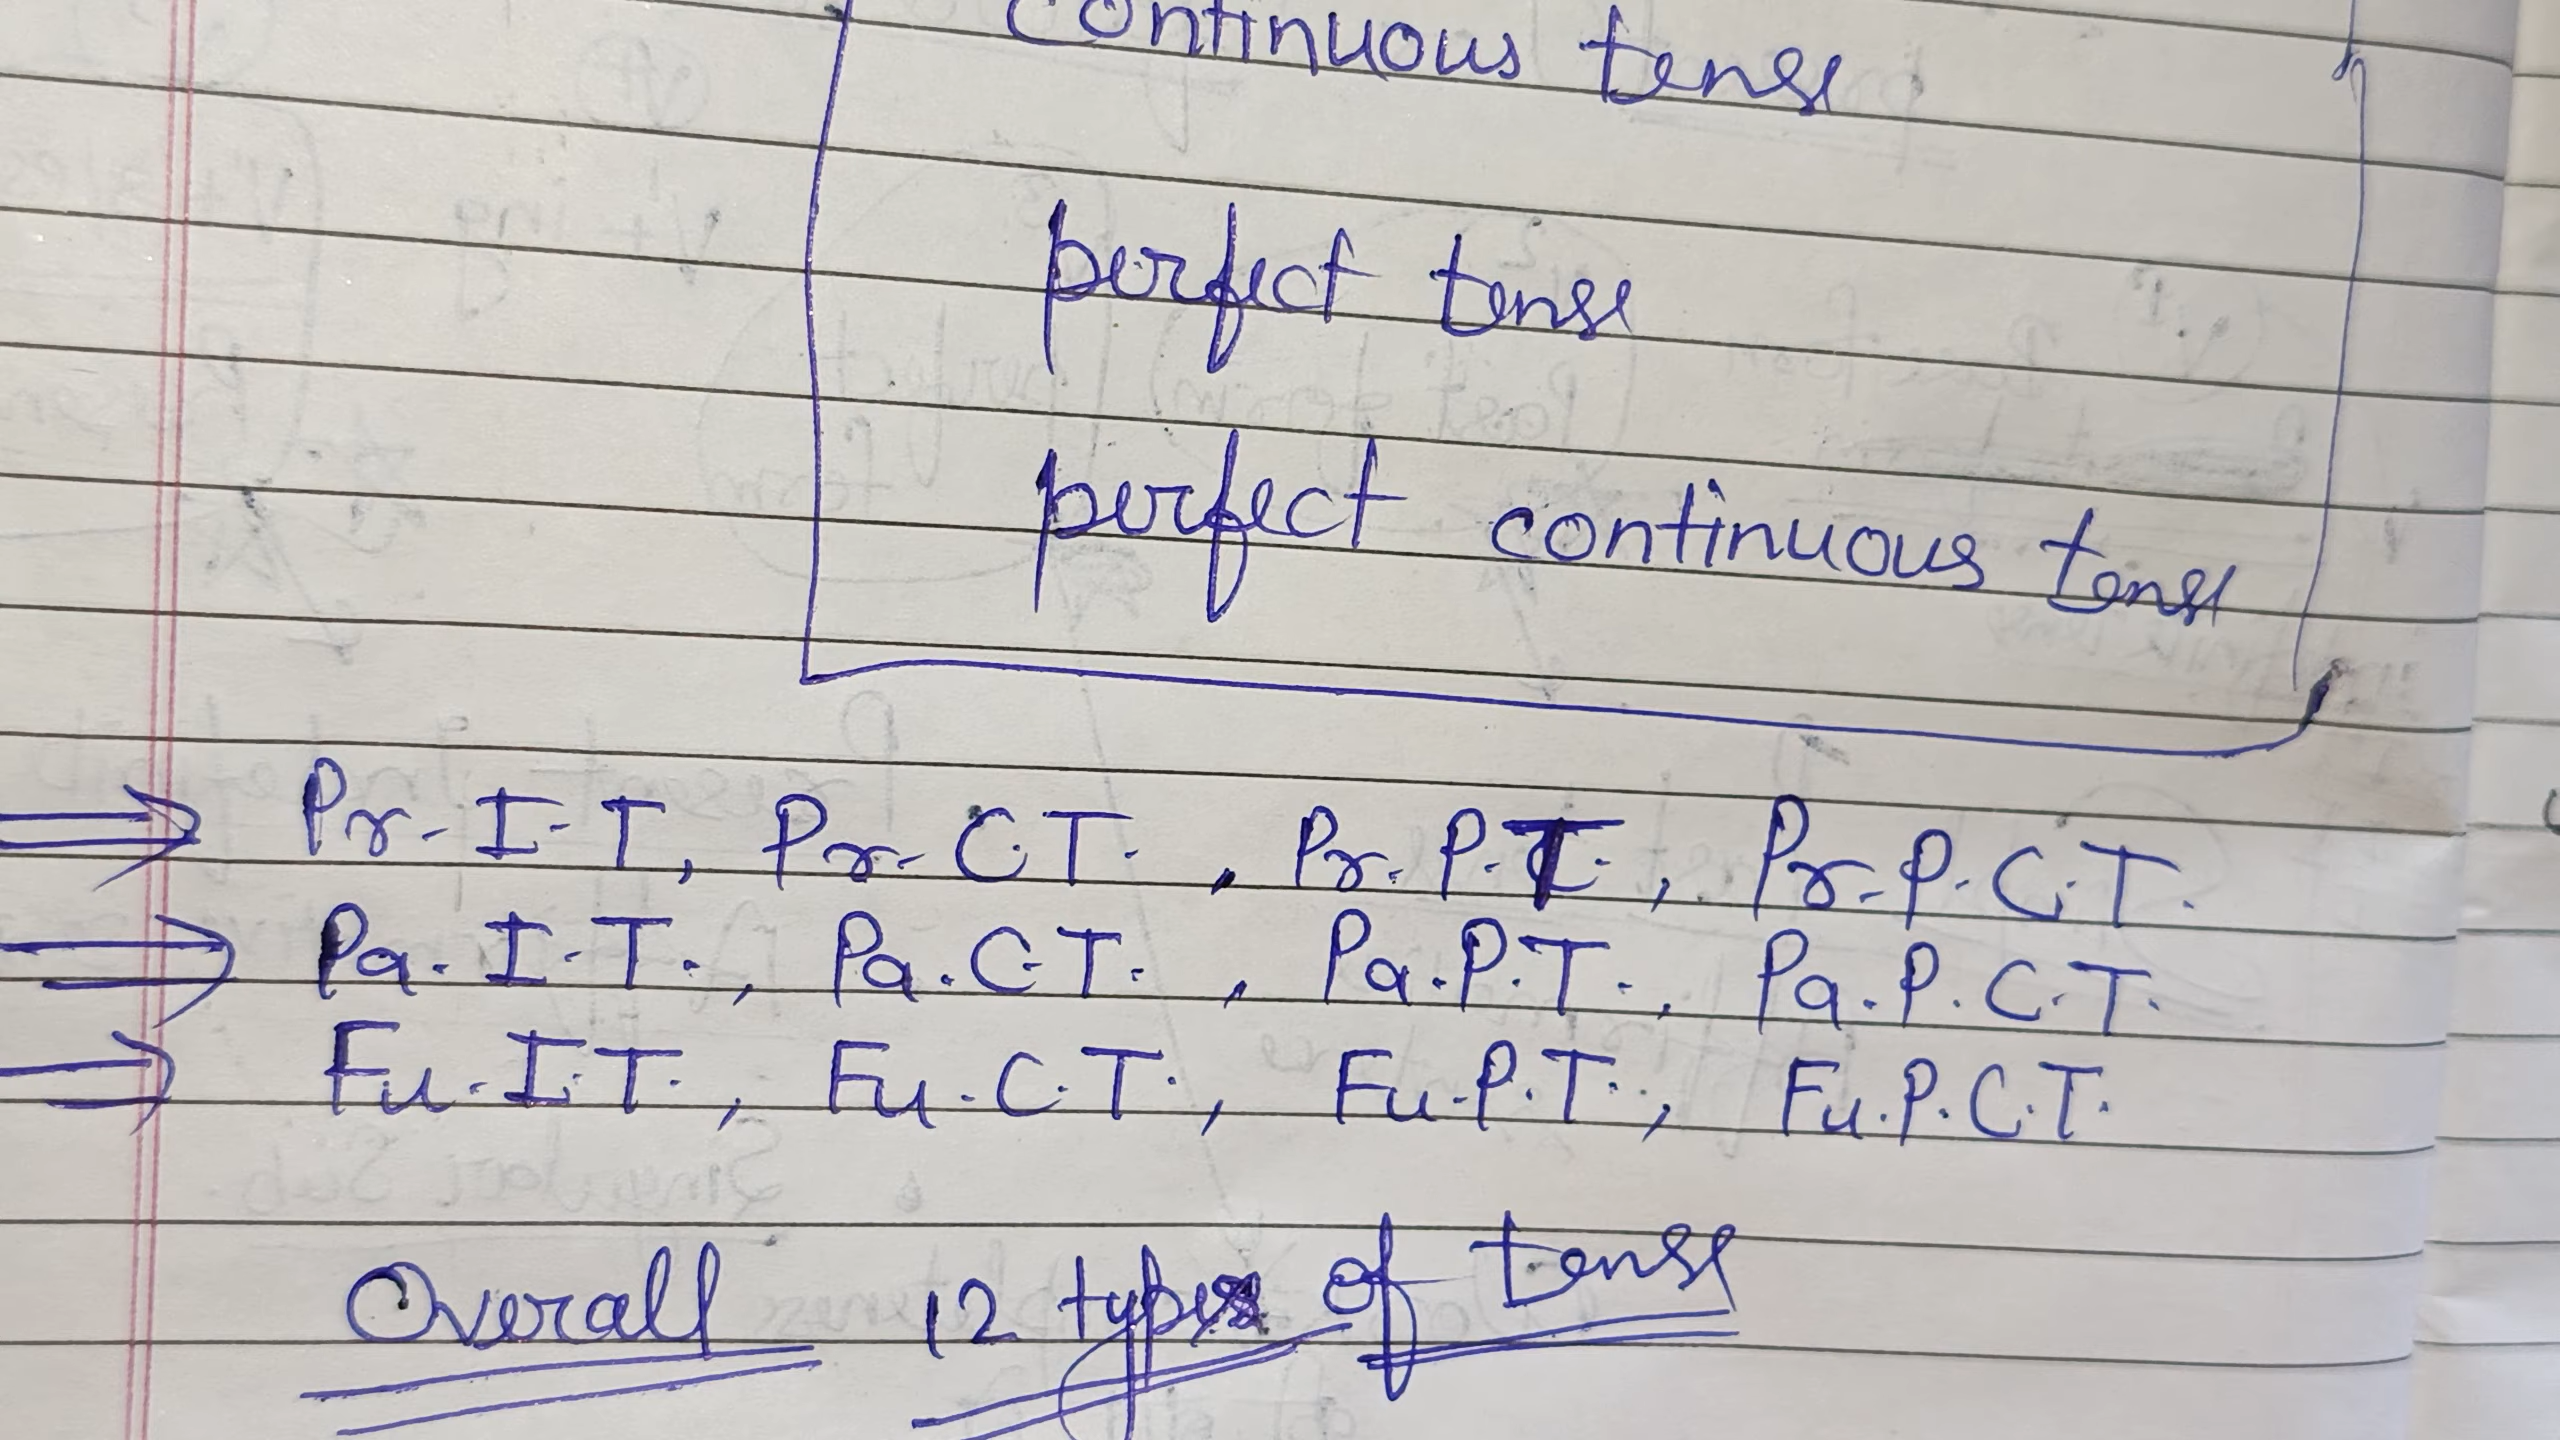 continuous tense
perfect tense
perfect continuous tense
⇒ Pr. I. T, Pr. C. T. , Pr. P. T. , Pr. P. C. T.
⇒ Pa. I. T. , Pa. C. T. , Pa. P. T. , Pa. P. C. T.
⇒ Fu. I. T. , Fu. C. T. , Fu. P. T. , Fu. P. C. T.
Overall 12 types of tense